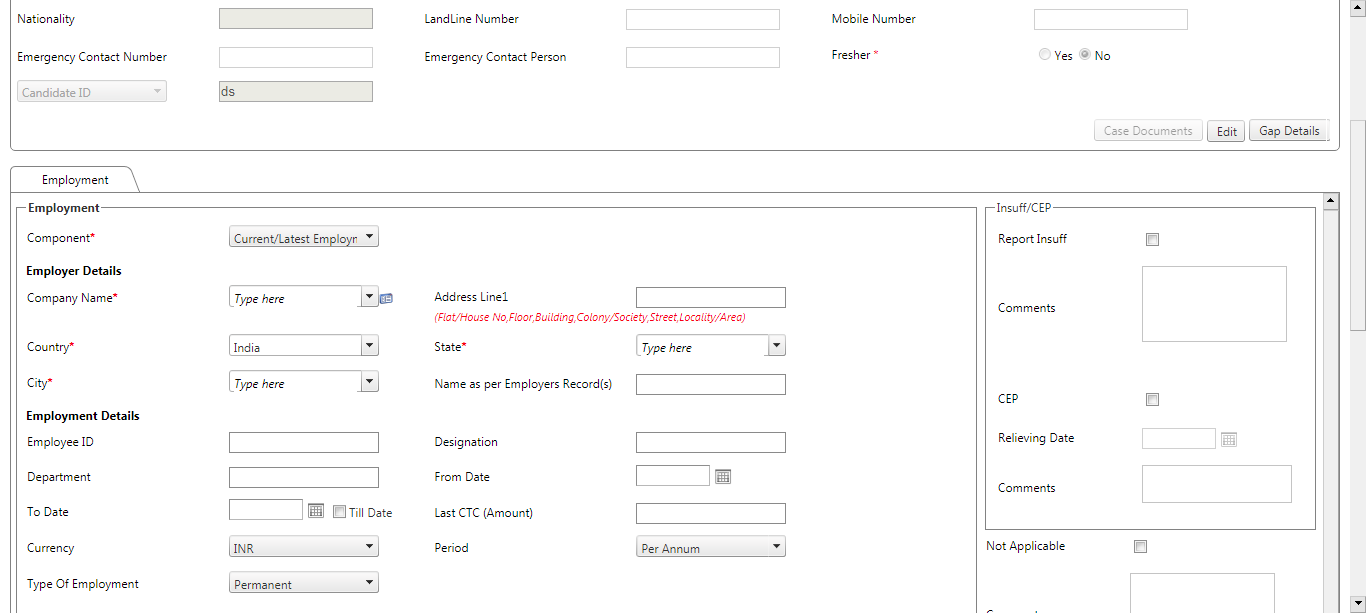 Nationality LandLine Number Mobile Number
Emergency Contact Number Emergency Contact Person Fresher * Yes No
Candidate ID ds
Case Documents Edit Gap Details
Employment
Employment Insuff/CEP
Component* Current/Latest Employr Report Insuff
Employer Details
Company Name* Type here Address Line1
Comments
(Flat/House No,Floor,Building,Colony/Society,Street,Locality/Area)
Country* India State* Type here
City* Type here Name as per Employers Record(s)
CEP
Employment Details
Employee ID Designation Relieving Date
Department From Date
Comments
To Date Till Date Last CTC (Amount)
Currency INR Period Per Annum Not Applicable
Type Of Employment Permanent